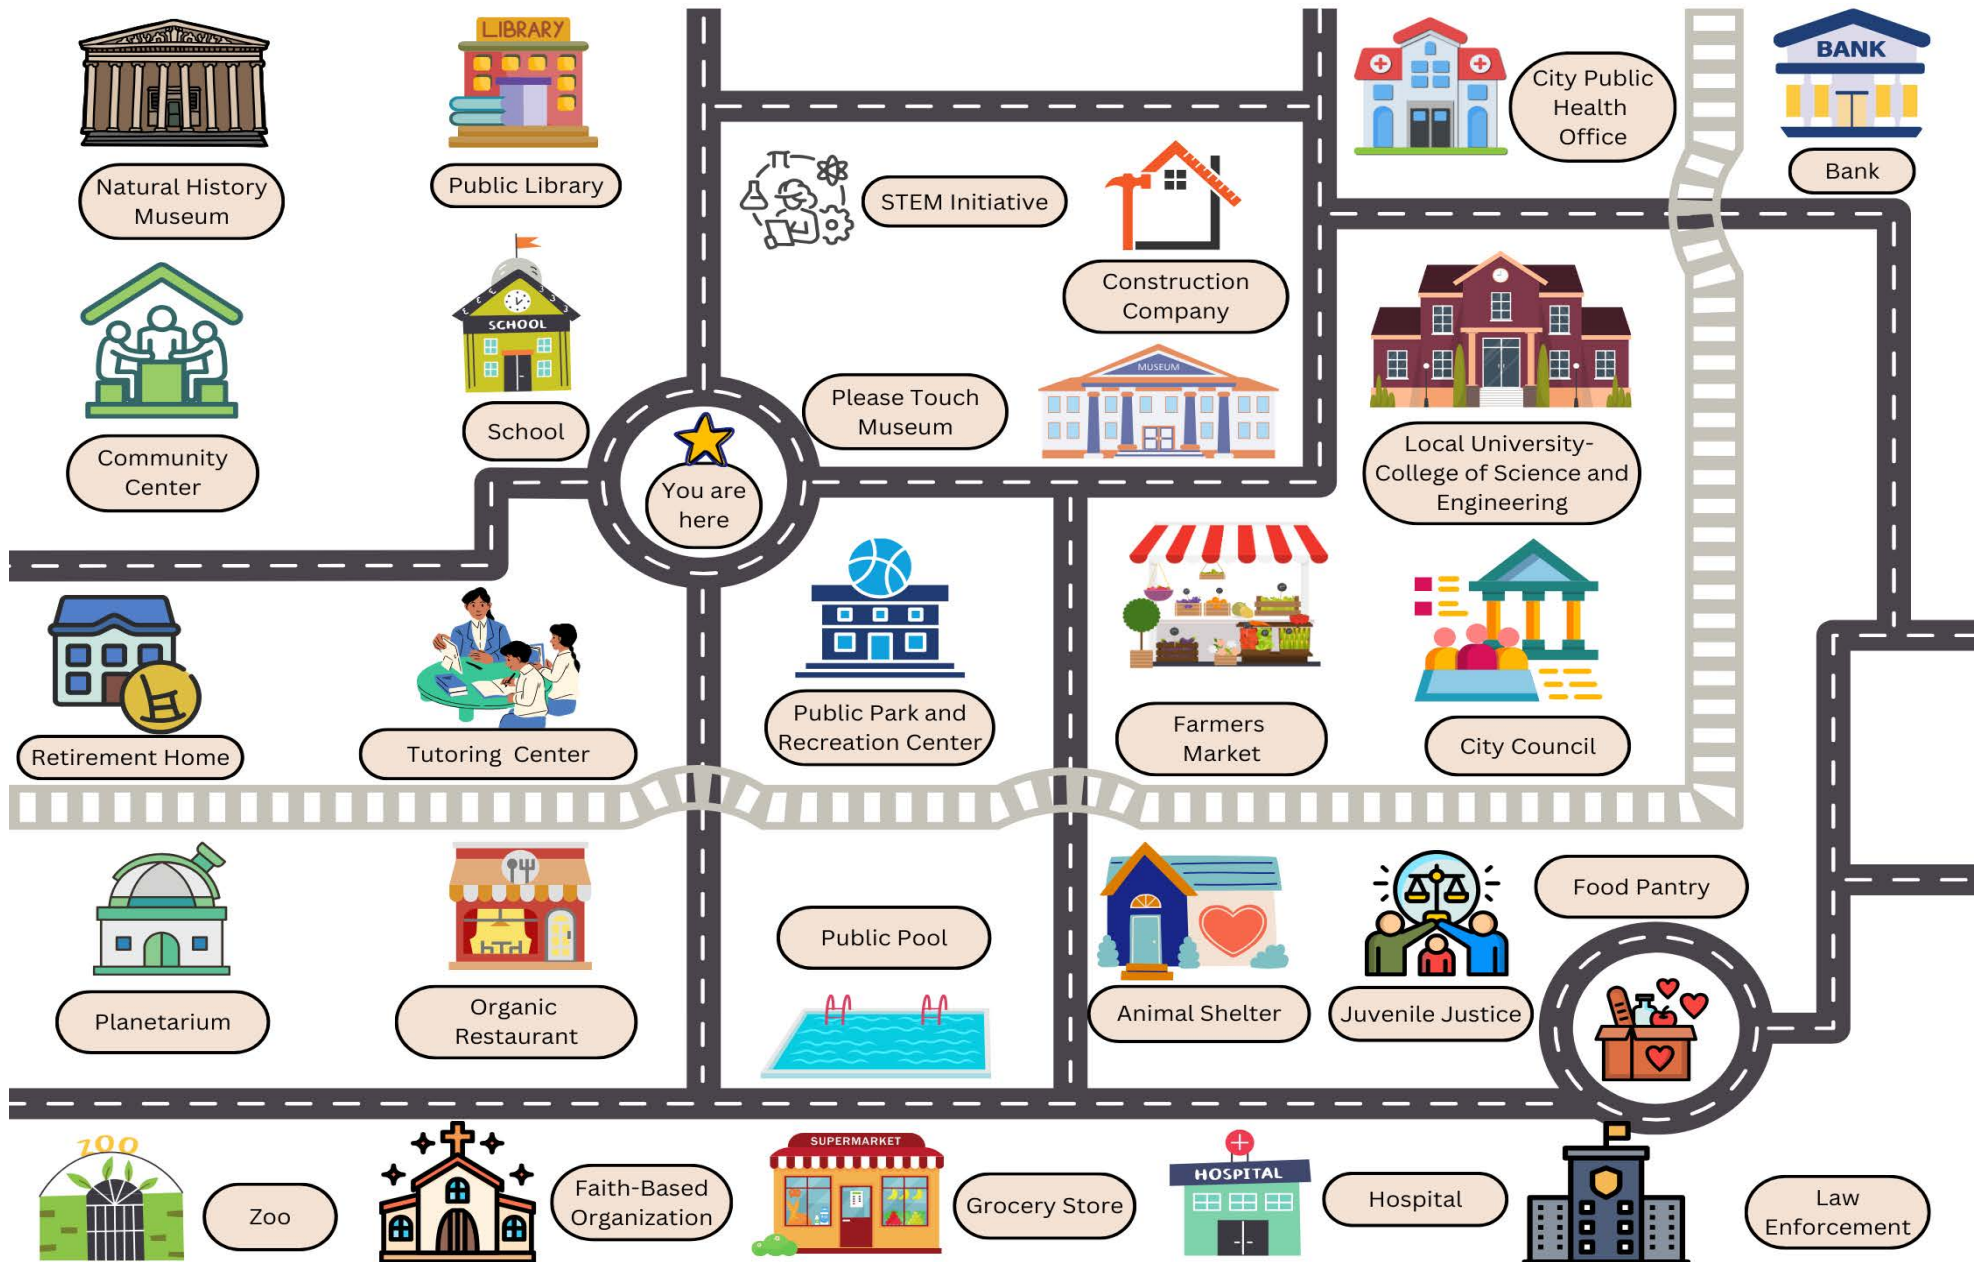 LIBRARY
BANK
City Public
Health
Office
Natural History
Museum
Public Library
STEM Initiative
Bank
π
SCHOOL
Construction
Company
MUSEUM
Community
Center
School
Please Touch
Museum
You are
here
Local University-
College of Science and
Engineering
Retirement Home
Tutoring Center
Public Park and
Recreation Center
Farmers
Market
City Council
Planetarium
Organic
Restaurant
Public Pool
Animal Shelter
Juvenile Justice
Food Pantry
ZOO
Zoo
Faith-Based
Organization
SUPERMARKET
Grocery Store
HOSPITAL
Hospital
Law
Enforcement